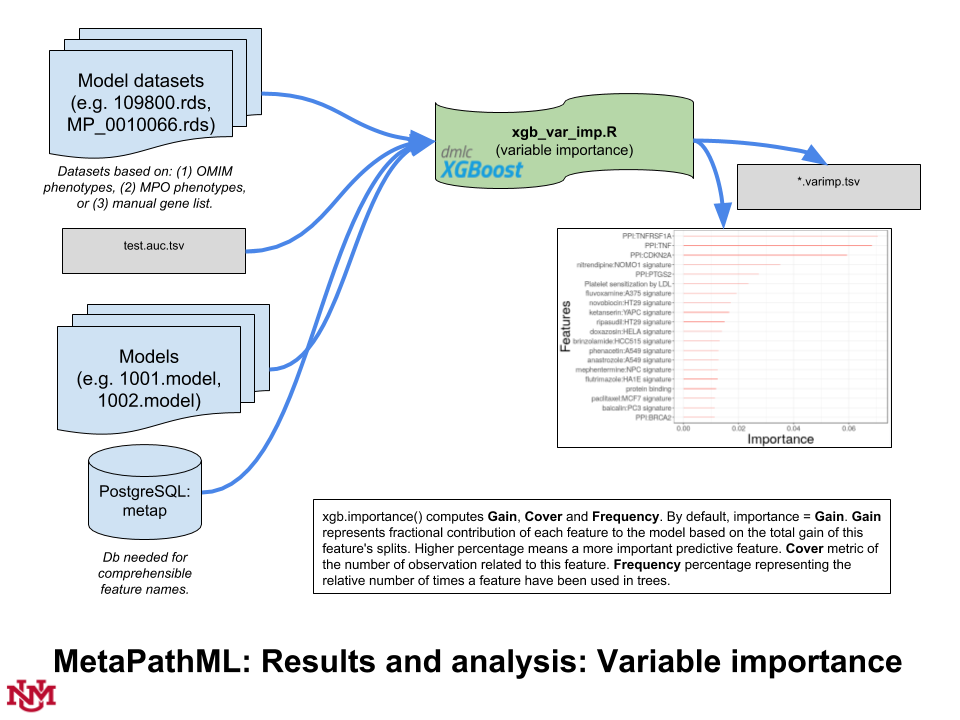 Model datasets
(e.g. 109800.rds,
MP_0010066.rds)
Datasets based on: (1) OMIM
phenotypes, (2) MPO phenotypes,
or (3) manual gene list.
test.auc.tsv
Models
(e.g. 1001.model,
1002.model)
PostgreSQL:
metap
Db needed for
comprehensible
feature names.
xgb_var_imp.R
(variable importance)
dmlc
XGBoost
*.varimp.tsv
PPI:TNFRSF1A
PPI:TNF
PPI:CDKN2A
nitrendipine:NOMO1 signature
PPI:PTGS2
Platelet sensitization by LDL
fluvoxamine:A375 signature
novobiocin:HT29 signature
ketanserin:YAPC signature
ripasudil:HT29 signature
doxazosin:HELA signature
brinzolamide:HCC515 signature
phenacetin:A549 signature
anastrozole:A549 signature
mephentermine:NPC signature
flutrimazole:HA1E signature
protein binding
paclitaxel:MCF7 signature
baicalin:PC3 signature
PPI:BRCA2
Features
0.00 0.02 0.04 0.06
Importance
xgb.importance() computes Gain, Cover and Frequency. By default, importance = Gain. Gain
represents fractional contribution of each feature to the model based on the total gain of this
feature's splits. Higher percentage means a more important predictive feature. Cover metric of
the number of observation related to this feature. Frequency percentage representing the
relative number of times a feature have been used in trees.
MetaPathML: Results and analysis: Variable importance
UNM